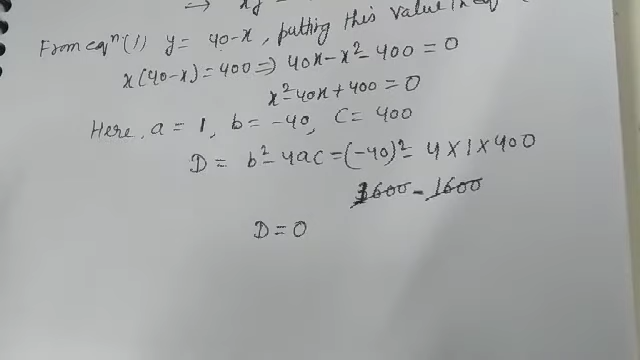 ⇒ xy =
From eqⁿ(1) y = 40-x, putting this value in eq
x(40-x)=400⇒ 40x-x²-400=0
x²-40x+400=0
Here, a=1, b=-40, C=400
D = b²-4ac=(-40)²-4×1×400
1600-1600
D=0